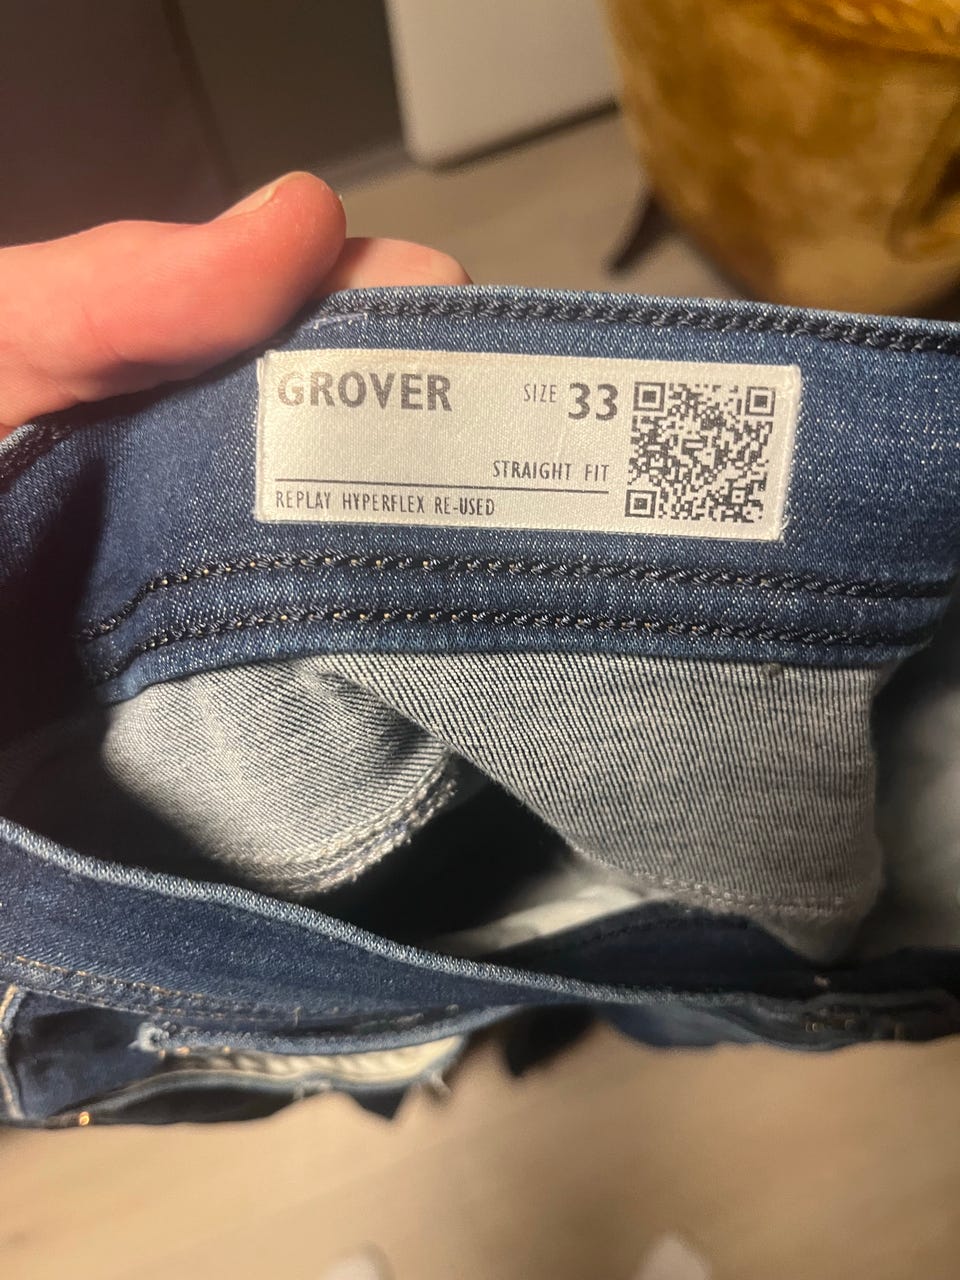 GROVER
SIZE 33
STRAIGHT FIT
REPLAY HYPERFLEX RE-USED